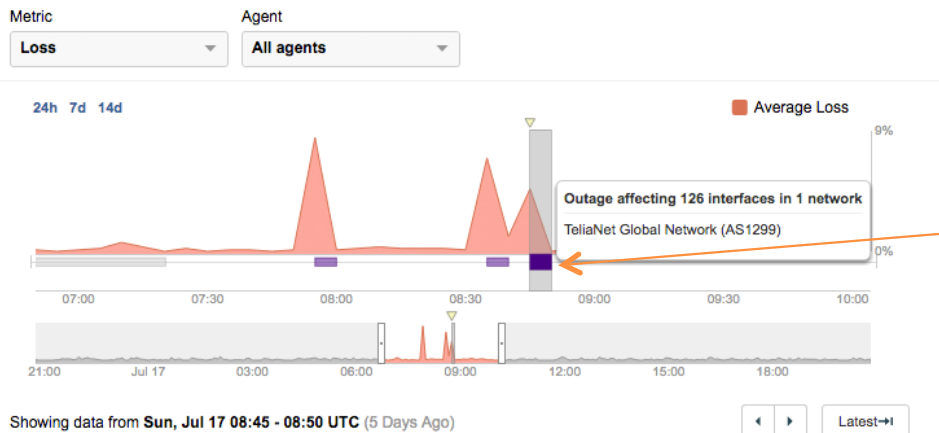 Metric Agent
Loss All agents
24h 7d 14d Average Loss
9%
Outage affecting 126 interfaces in 1 network
TeliaNet Global Network (AS1299)
0%
07:00 07:30 08:00 08:30 09:00 09:30 10:00
21:00 Jul 17 03:00 06:00 09:00 12:00 15:00 18:00
Showing data from Sun, Jul 17 08:45 - 08:50 UTC (5 Days Ago) Latest